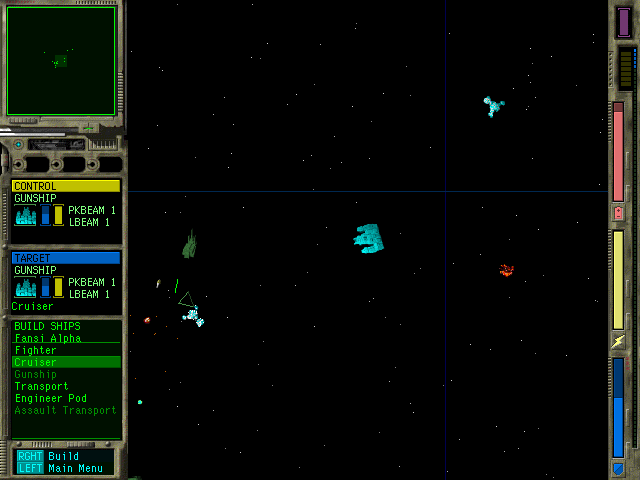 CONTROL
GUNSHIP
PKBEAM 1
LBEAM 1
TARGET
GUNSHIP
PKBEAM 1
LBEAM 1
Cruiser
BUILD SHIPS
Fansi Alpha
Fighter
Cruiser
Gunship
Transport
Engineer Pod
Assault Transport
RGHT Build
LEFT Main Menu